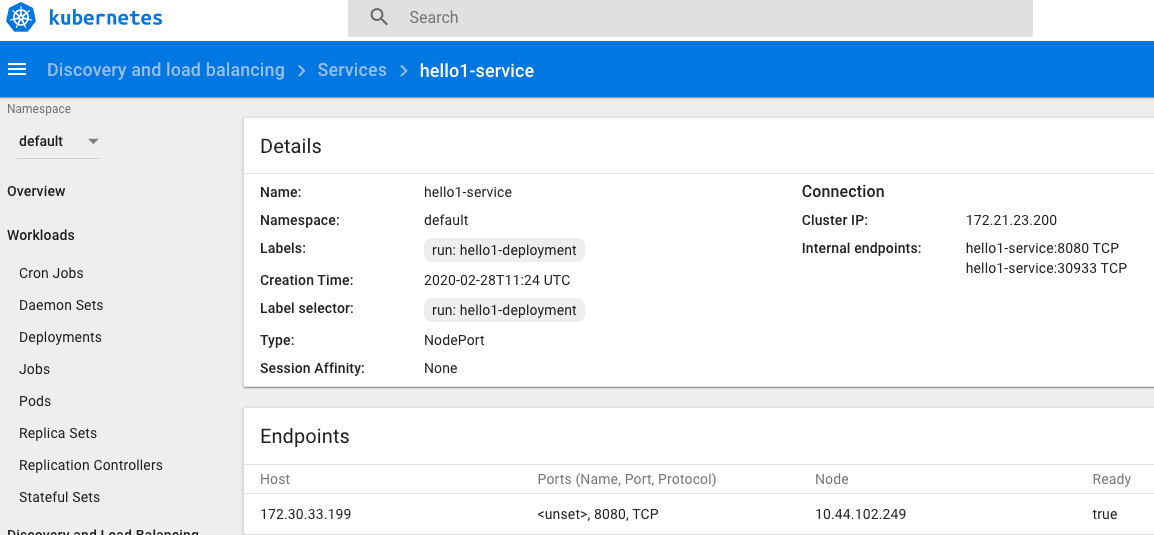 kubernetes
Search
Discovery and load balancing > Services > hello1-service
Namespace
default
Overview
Workloads
Cron Jobs
Daemon Sets
Deployments
Jobs
Pods
Replica Sets
Replication Controllers
Stateful Sets
Discovery and Load Balancing
Details
Name: hello1-service
Namespace: default
Labels: run: hello1-deployment
Creation Time: 2020-02-28T11:24 UTC
Label selector: run: hello1-deployment
Type: NodePort
Session Affinity: None
Connection
Cluster IP: 172.21.23.200
Internal endpoints: hello1-service:8080 TCP
hello1-service:30933 TCP
Endpoints
Host Ports (Name, Port, Protocol) Node Ready
172.30.33.199 <unset>, 8080, TCP 10.44.102.249 true